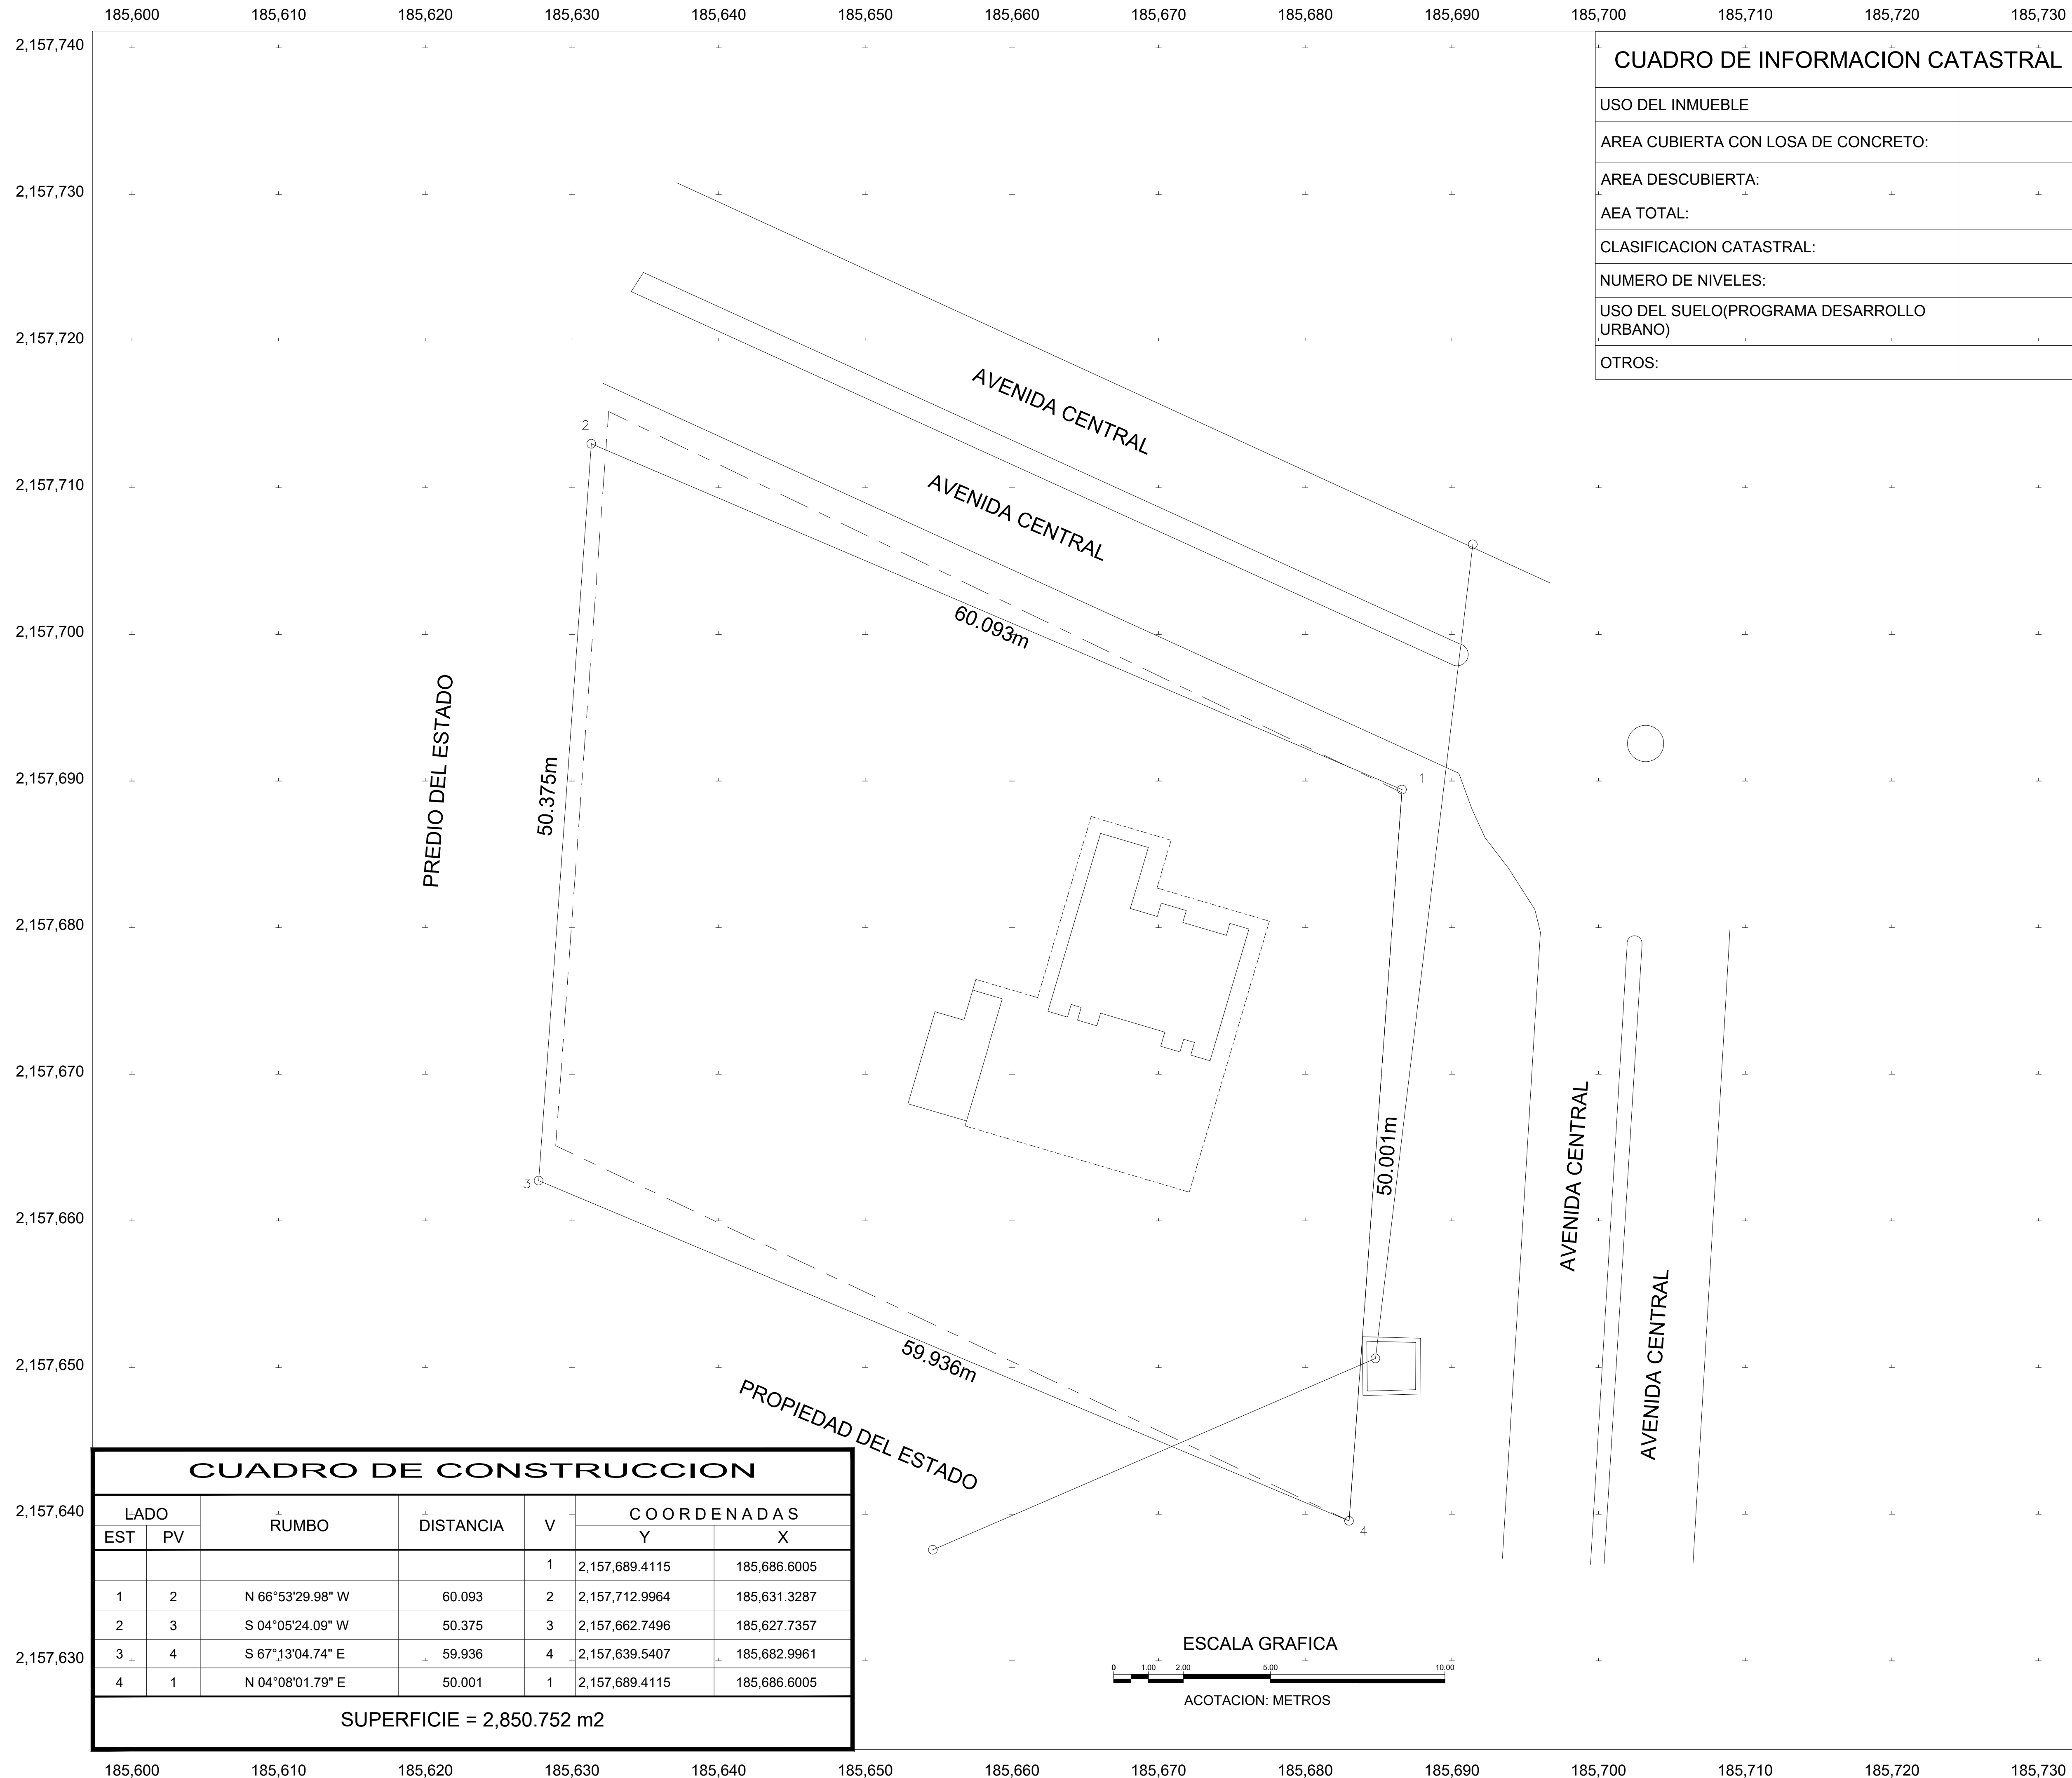 185,600 185,610 185,620 185,630 185,640 185,650 185,660 185,670 185,680 185,690 185,700 185,710 185,720 185,730
2,157,740
2,157,730
2,157,720
2,157,710
2,157,700
2,157,690
2,157,680
2,157,670
2,157,660
2,157,650
2,157,640
2,157,630
CUADRO DE INFORMACION CATASTRAL
USO DEL INMUEBLE
AREA CUBIERTA CON LOSA DE CONCRETO:
AREA DESCUBIERTA:
AEA TOTAL:
CLASIFICACION CATASTRAL:
NUMERO DE NIVELES:
USO DEL SUELO(PROGRAMA DESARROLLO
URBANO)
OTROS:
AVENIDA CENTRAL
AVENIDA CENTRAL
2
60.093m
1
PREDIO DEL ESTADO
50.375m
3
50.001m
AVENIDA CENTRAL
AVENIDA CENTRAL
59.936m
PROPIEDAD DEL ESTADO
4
CUADRO DE CONSTRUCCION
LADO RUMBO DISTANCIA V COORDENADAS
EST PV Y X
1 2,157,689.4115 185,686.6005
1 2 N 66°53'29.98" W 60.093 2 2,157,712.9964 185,631.3287
2 3 S 04°05'24.09" W 50.375 3 2,157,662.7496 185,627.7357
3 4 S 67°13'04.74" E 59.936 4 2,157,639.5407 185,682.9961
4 1 N 04°08'01.79" E 50.001 1 2,157,689.4115 185,686.6005
SUPERFICIE = 2,850.752 m2
ESCALA GRAFICA
0 1.00 2.00 5.00 10.00
ACOTACION: METROS
185,600 185,610 185,620 185,630 185,640 185,650 185,660 185,670 185,680 185,690 185,700 185,710 185,720 185,730